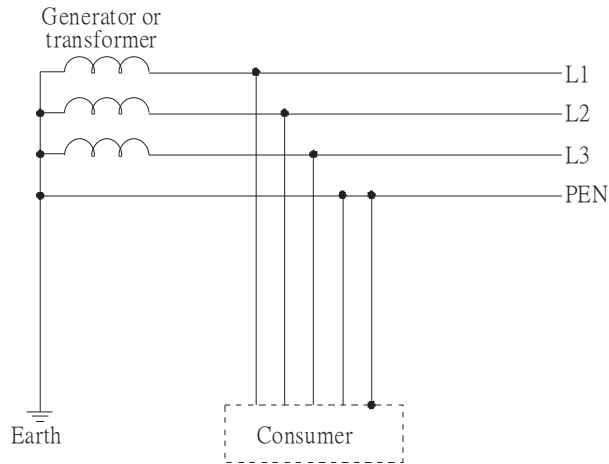 Generator or
transformer
L1
L2
L3
PEN
Earth
Consumer